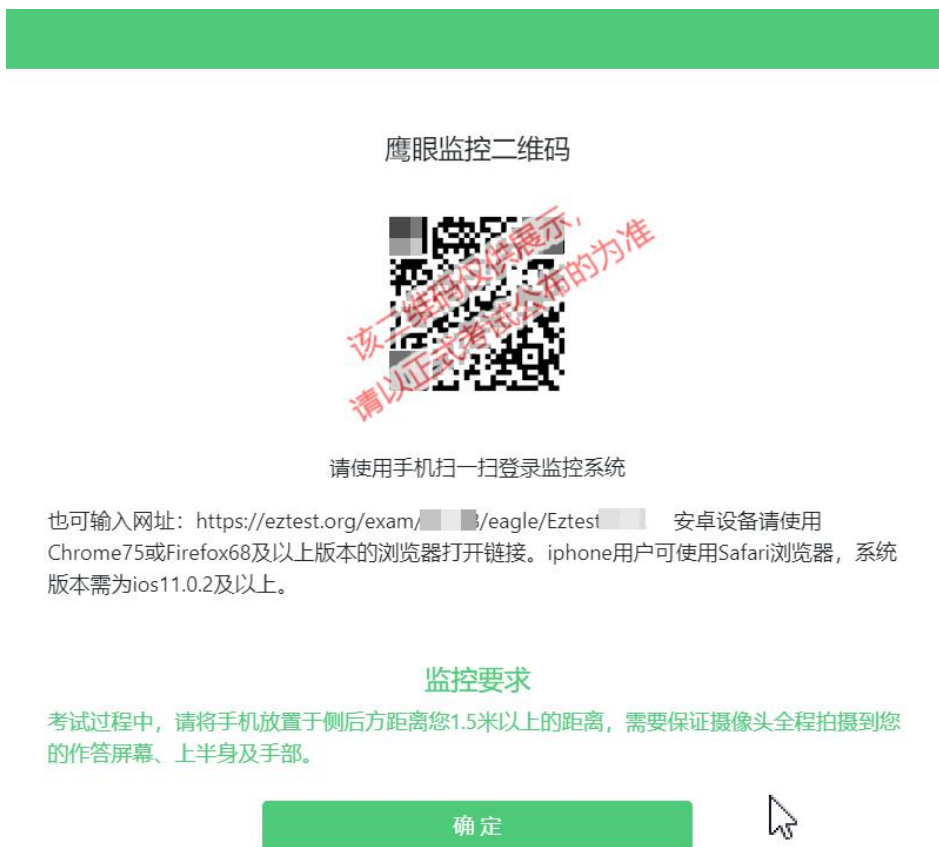 鹰眼监控二维码
该二维码仅供展示，
请以正式考试公布的为准
请使用手机扫一扫登录监控系统
也可输入网址：https://eztest.org/exam/ /eagle/Eztest 安卓设备请使用
Chrome75或Firefox68及以上版本的浏览器打开链接。iphone用户可使用Safari浏览器，系统
版本需为ios11.0.2及以上。
监控要求
考试过程中，请将手机放置于侧后方距离您1.5米以上的距离，需要保证摄像头全程拍摄到您
的作答屏幕、上半身及手部。
确定